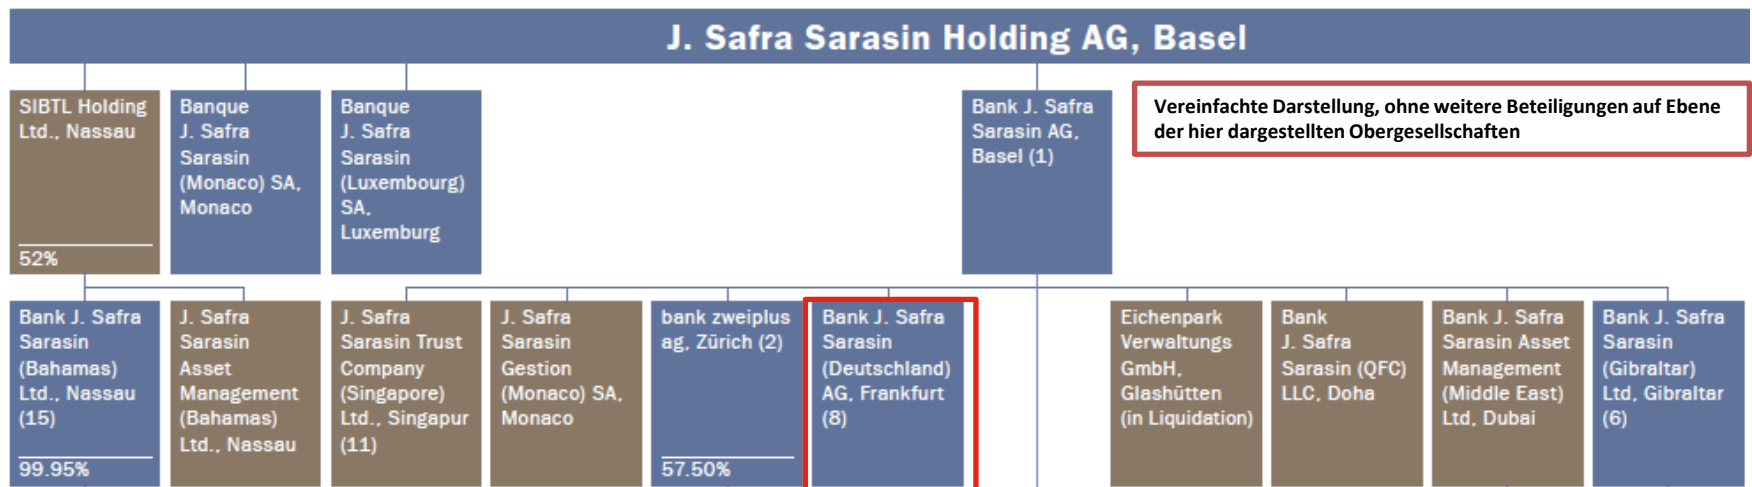 J. Safra Sarasin Holding AG, Basel
SIBTL Holding
Ltd., Nassau
52%
Banque
J. Safra
Sarasin
(Monaco) SA,
Monaco
Banque
J. Safra
Sarasin
(Luxembourg)
SA,
Luxemburg
Bank J. Safra
Sarasin AG,
Basel (1)
Vereinfachte Darstellung, ohne weitere Beteiligungen auf Ebene
der hier dargestellten Obergesellschaften
Bank J. Safra
Sarasin
(Bahamas)
Ltd., Nassau
(15)
99.95%
J. Safra
Sarasin
Asset
Management
(Bahamas)
Ltd., Nassau
J. Safra
Sarasin Trust
Company
(Singapore)
Ltd., Singapur
(11)
J. Safra
Sarasin
Gestion
(Monaco) SA,
Monaco
bank zweiplus
ag, Zürich (2)
57.50%
Bank J. Safra
Sarasin
(Deutschland)
AG, Frankfurt
(8)
Eichenpark
Verwaltungs
GmbH,
Glashütten
(in Liquidation)
Bank
J. Safra
Sarasin (QFC)
LLC, Doha
Bank J. Safra
Sarasin Asset
Management
(Middle East)
Ltd, Dubai
Bank J. Safra
Sarasin
(Gibraltar)
Ltd, Gibraltar
(6)